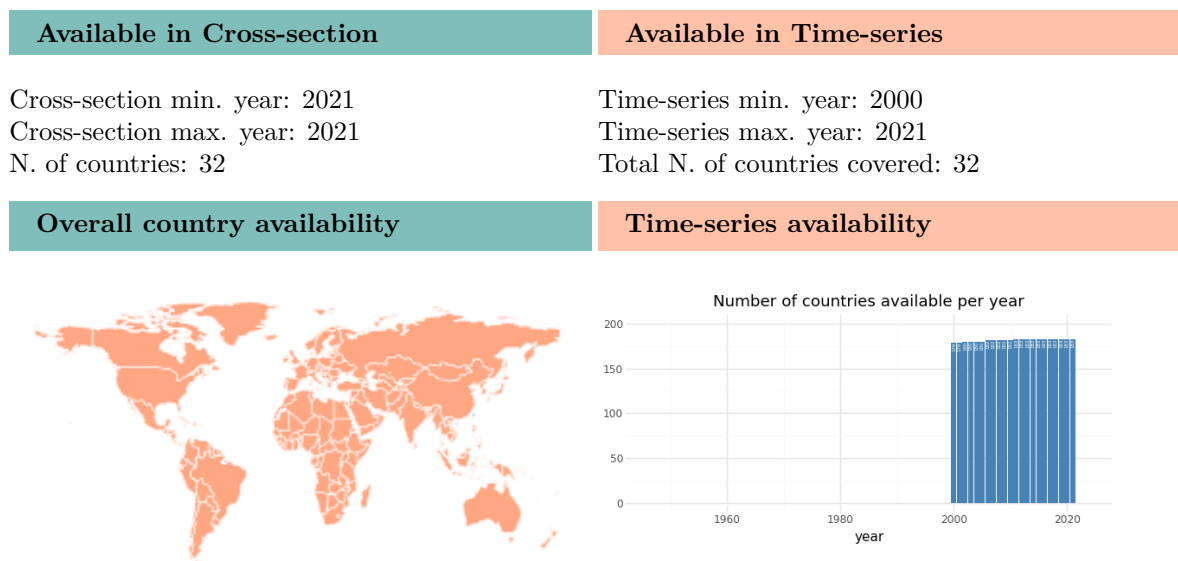 Available in Cross-section
Available in Time-series
Cross-section min. year: 2021
Cross-section max. year: 2021
N. of countries: 32
Time-series min. year: 2000
Time-series max. year: 2021
Total N. of countries covered: 32
Overall country availability
Time-series availability
Number of countries available per year
200
150
100
50
0
1960
1980
2000
2020
year